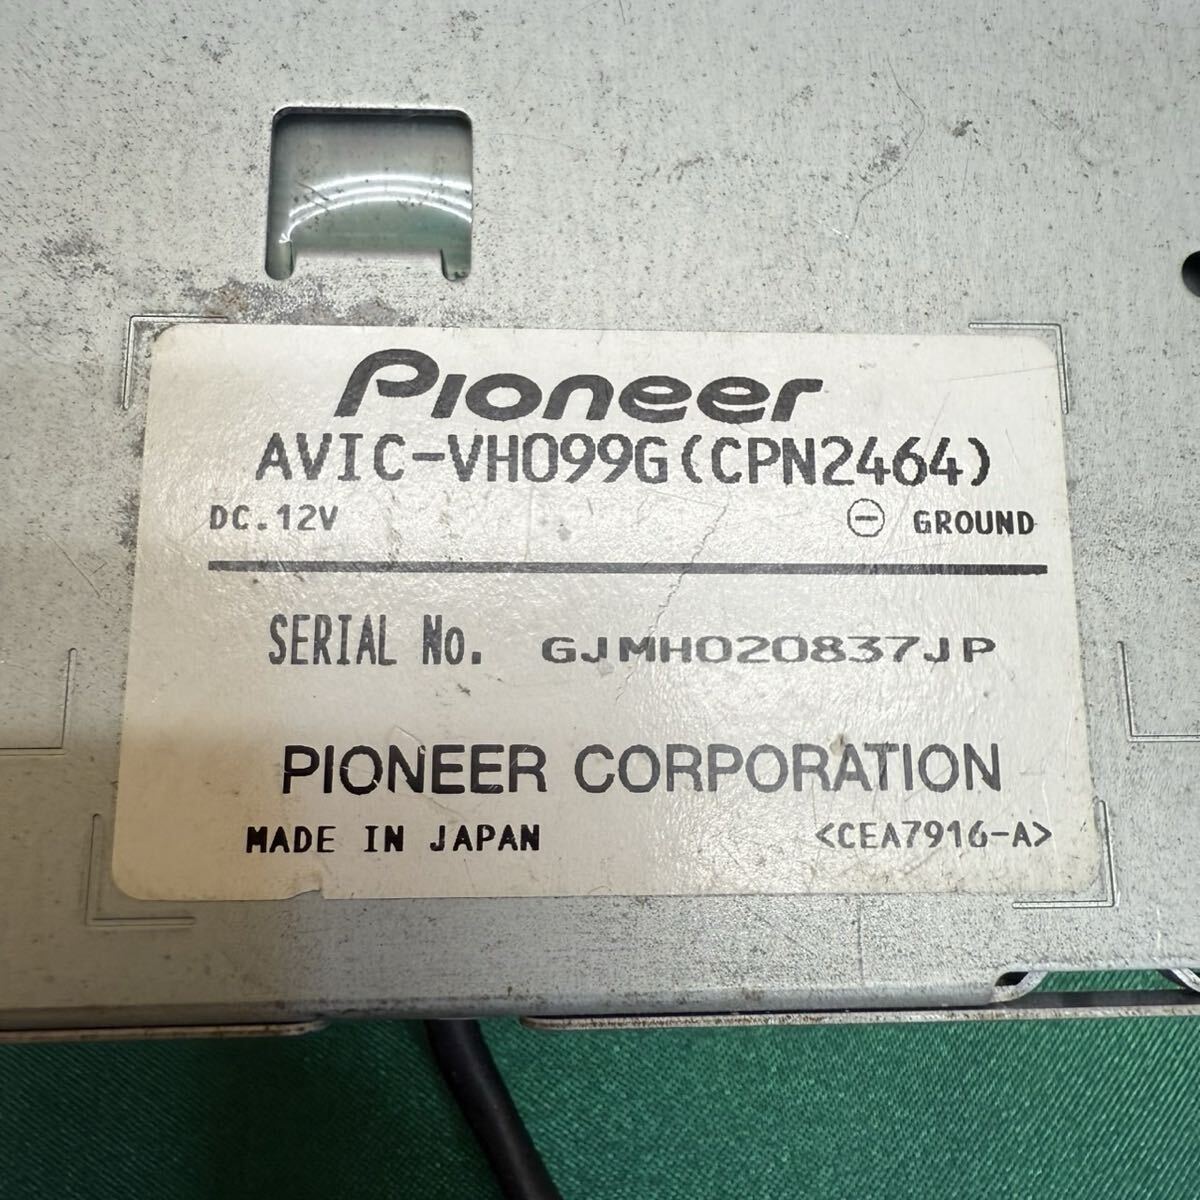 Pioneer
AVIC-VH099G(CPN2464)
DC.12V ⊖ GROUND
SERIAL No. GJMH020837JP
PIONEER CORPORATION
MADE IN JAPAN <CEA7916-A>